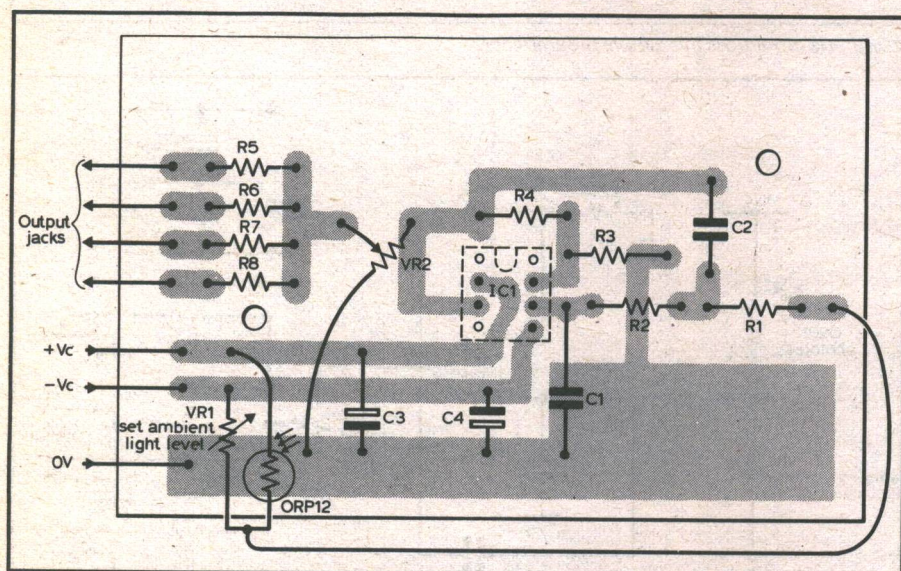 R5
R6
R7
R8
Output
jacks
VR2
R4
R3
C2
IC1
R2
R1
+Vc
-Vc
VR1
set ambient
light level
0V
C3
C4
C1
ORP12